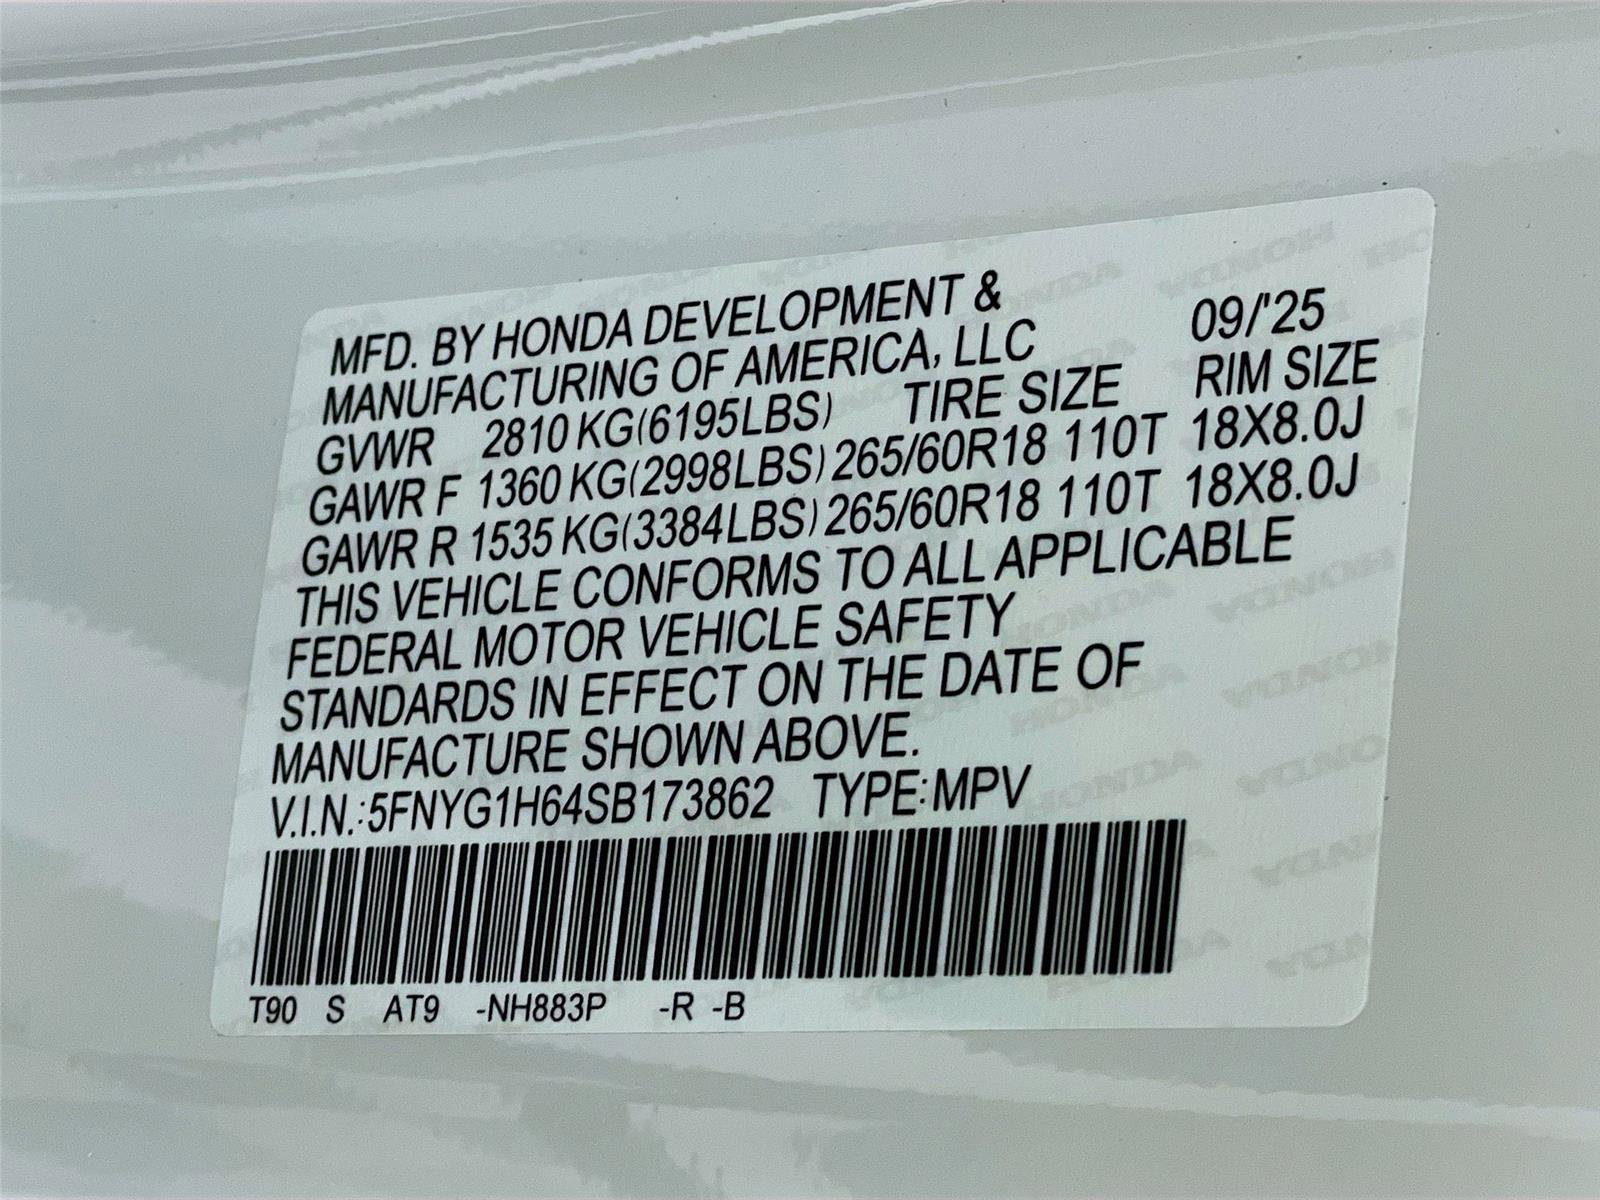 MFD. BY HONDA DEVELOPMENT &
MANUFACTURING OF AMERICA, LLC 09/'25
GVWR 2810 KG(6195LBS) TIRE SIZE RIM SIZE
GAWR F 1360 KG(2998LBS) 265/60R18 110T 18X8.0J
GAWR R 1535 KG(3384LBS) 265/60R18 110T 18X8.0J
THIS VEHICLE CONFORMS TO ALL APPLICABLE
FEDERAL MOTOR VEHICLE SAFETY
STANDARDS IN EFFECT ON THE DATE OF
MANUFACTURE SHOWN ABOVE.
V.I.N.:5FNYG1H64SB173862 TYPE:MPV
T90 S AT9 -NH883P -R -B